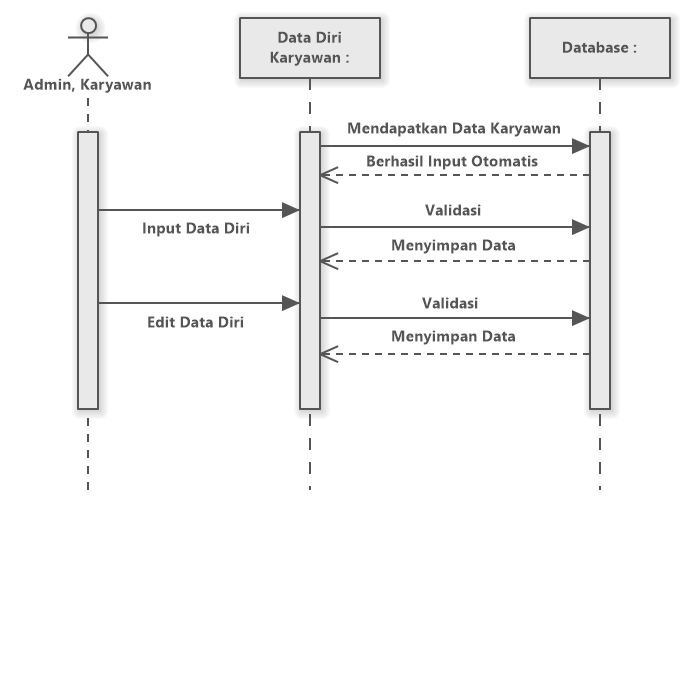 Admin, Karyawan
Data Diri
Karyawan :
Database :
Mendapatkan Data Karyawan
Berhasil Input Otomatis
Input Data Diri
Validasi
Menyimpan Data
Edit Data Diri
Validasi
Menyimpan Data